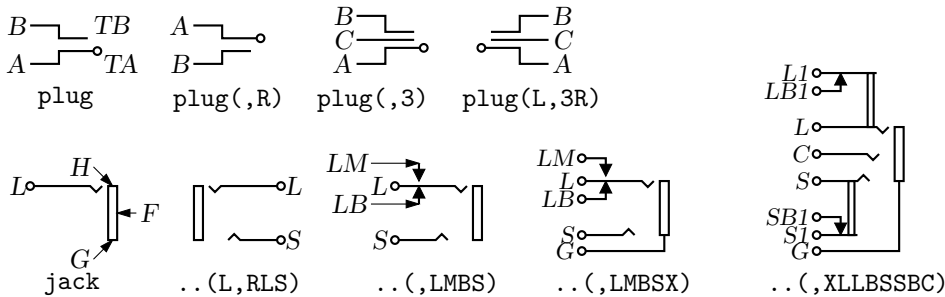 B TB
A TA
plug
A
B
plug(,R)
B
C
A
plug(,3)
B
C
A
plug(L,3R)
H
L
F
G
jack
L
S
..(L,RLS)
LM
L
LB
S
..(,LMBS)
LM
L
LB
S
G
..(,LMBSX)
L1
LB1
L
C
S
SB1
S1
G
..(,XLLBSSBC)